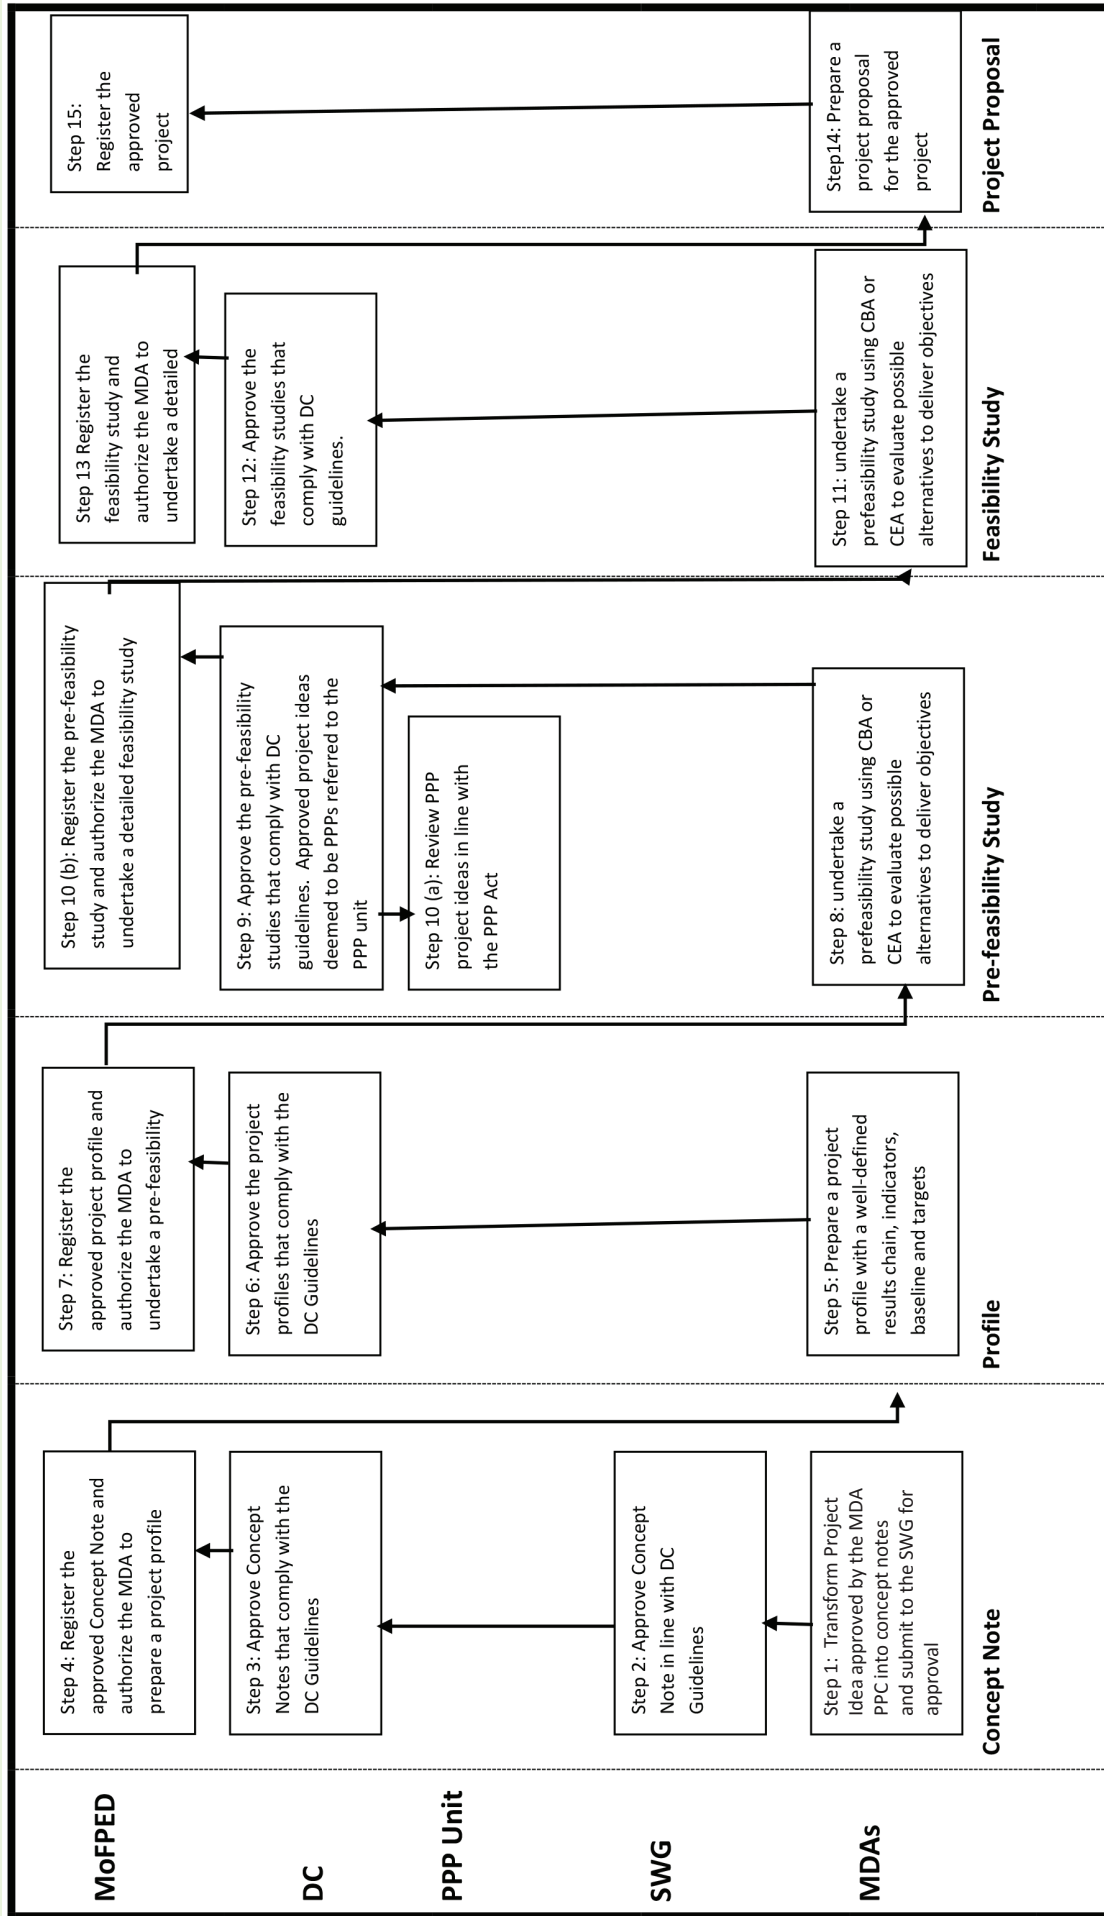 MoFPED
DC
PPP Unit
SWG
MDAs
Step 4: Register the
approved Concept Note and
authorize the MDA to
prepare a project profile
Step 3: Approve Concept
Notes that comply with the
DC Guidelines
Step 2: Approve Concept
Note in line with DC
Guidelines
Step 1:  Transform Project
Idea approved by the MDA
PPC into concept notes
and submit to the SWG for
approval
Concept Note
Step 7: Register the
approved project profile and
authorize the MDA to
undertake a pre-feasibility
Step 6: Approve the project
profiles that comply with the
DC Guidelines
Step 5: Prepare a project
profile with a well-defined
results chain, indicators,
baseline and targets
Profile
Step 10 (b): Register the pre-feasibility
study and authorize the MDA to
undertake a detailed feasibility study
Step 9: Approve the pre-feasibility
studies that comply with DC
guidelines.  Approved project ideas
deemed to be PPPs referred to the
PPP unit
Step 10 (a): Review PPP
project ideas in line with
the PPP Act
Step 8: undertake a
prefeasibility study using CBA or
CEA to evaluate possible
alternatives to deliver objectives
Pre-feasibility Study
Step 13 Register the
feasibility study and
authorize the MDA to
undertake a detailed
Step 12: Approve the
feasibility studies that
comply with DC
guidelines.
Step 11: undertake a
prefeasibility study using CBA or
CEA to evaluate possible
alternatives to deliver objectives
Feasibility Study
Step 15:
Register the
approved
project
Step14: Prepare a
project proposal
for the approved
project
Project Proposal